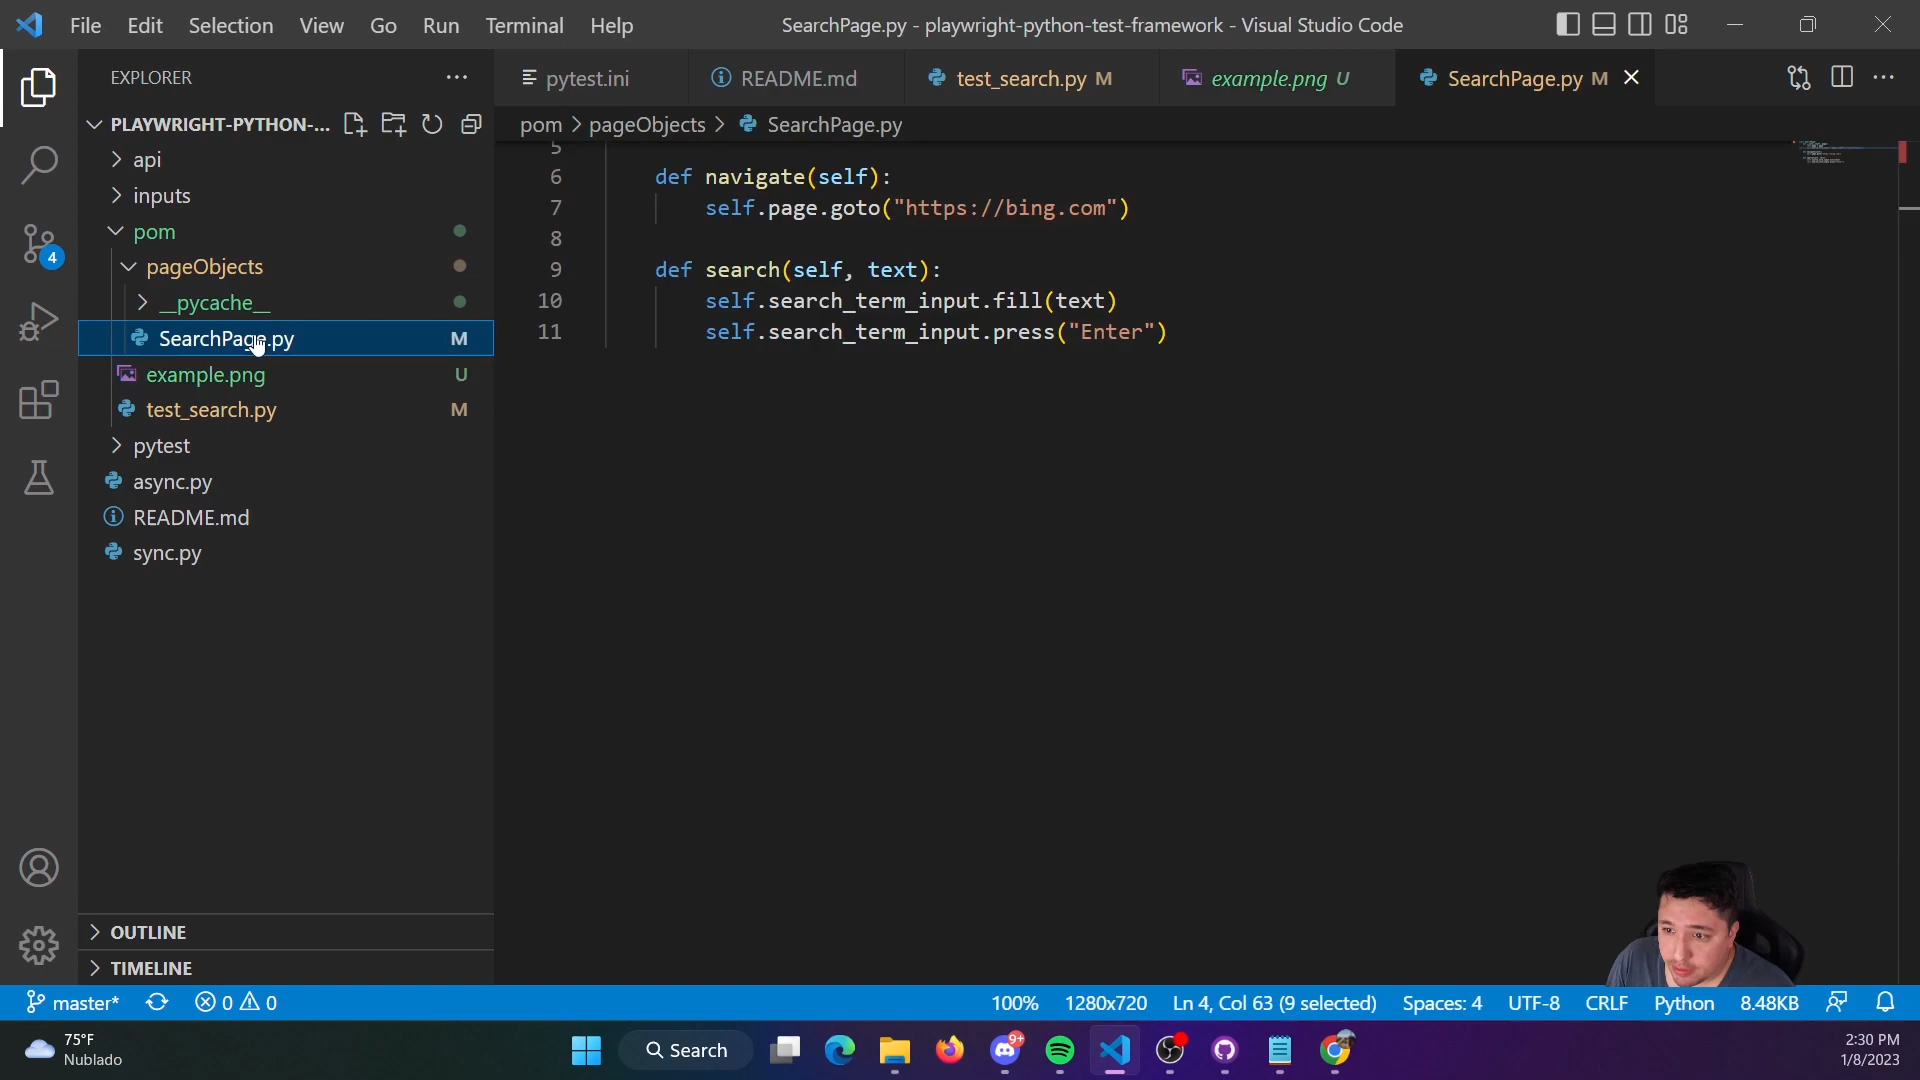 File Edit Selection View Go Run Terminal Help
SearchPage.py - playwright-python-test-framework - Visual Studio Code
EXPLORER
pytest.ini
README.md
test_search.py M
example.png U
SearchPage.py M
PLAYWRIGHT-PYTHON-...
pom > pageObjects > SearchPage.py
api
inputs
pom
pageObjects
__pycache__
SearchPage.py M
example.png U
test_search.py M
pytest
async.py
README.md
sync.py
4
5
6 def navigate(self):
7 self.page.goto("https://bing.com")
8
9 def search(self, text):
10 self.search_term_input.fill(text)
11 self.search_term_input.press("Enter")
OUTLINE
TIMELINE
master* 0 0
100% 1280x720 Ln 4, Col 63 (9 selected) Spaces: 4 UTF-8 CRLF Python 8.48KB
75°F
Nublado
Search
9+
2:30 PM
1/8/2023